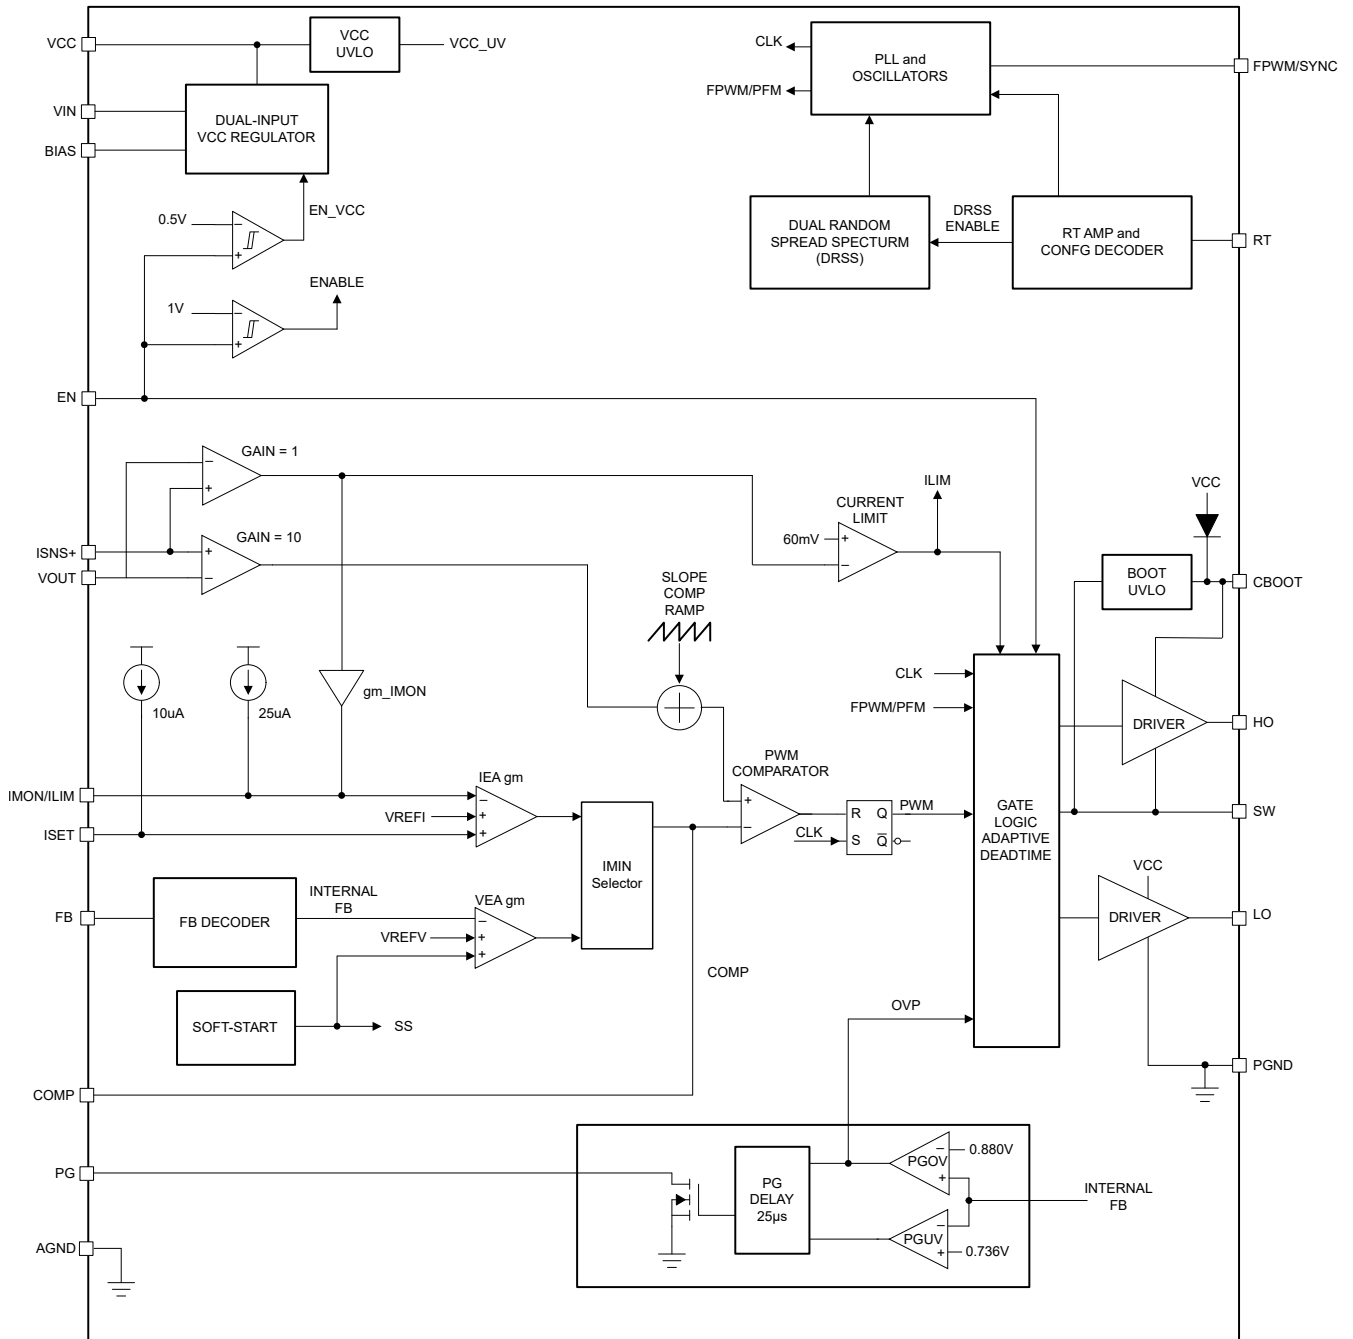 VCC
VCC
UVLO
VCC_UV
CLK
PLL and
OSCILLATORS
FPWM/SYNC
FPWM/PFM
VIN
DUAL-INPUT
VCC REGULATOR
BIAS
EN_VCC
0.5V
−
+
DUAL RANDOM
SPREAD SPECTURM
(DRSS)
DRSS
ENABLE
RT AMP and
CONFG DECODER
RT
ENABLE
1V
−
+
EN
GAIN = 1
−
+
ISNS+
VOUT
GAIN = 10
+
−
CURRENT
LIMIT
60mV
+
−
ILIM
VCC
BOOT
UVLO
CBOOT
SLOPE
COMP
RAMP
10uA
25uA
gm_IMON
CLK
FPWM/PFM
DRIVER
HO
PWM
COMPARATOR
+
−
IMON/ILIM
ISET
IEA gm
VREFI
−
+
+
IMIN
Selector
CLK
R Q
S Q̅
PWM
GATE
LOGIC
ADAPTIVE
DEADTIME
SW
VCC
DRIVER
LO
FB
FB DECODER
INTERNAL
FB
VEA gm
VREFV
−
+
+
COMP
SOFT-START
SS
OVP
PGND
COMP
PG
PG
DELAY
25µs
PGOV
−
+
0.880V
INTERNAL
FB
PGUV
−
+
0.736V
AGND